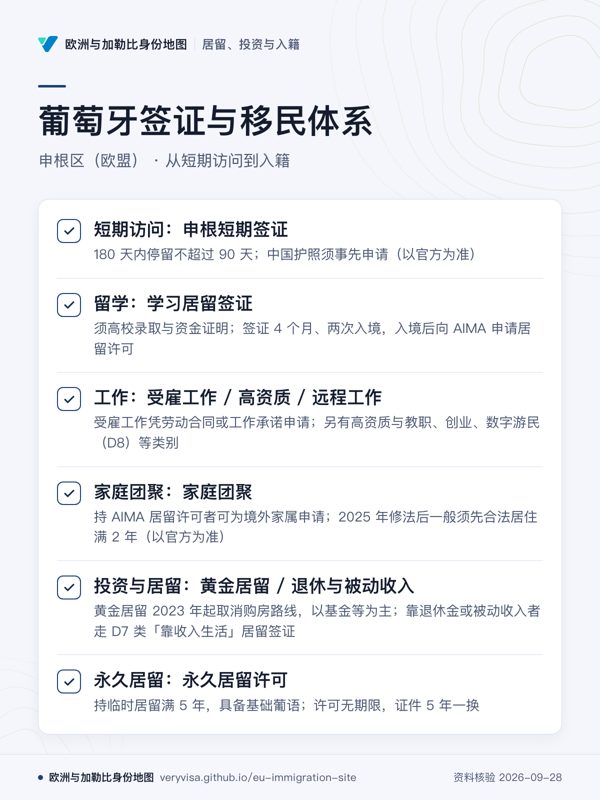 欧洲与加勒比身份地图 居留、投资与入籍
葡萄牙签证与移民体系
申根区（欧盟） · 从短期访问到入籍
短期访问：申根短期签证
180 天内停留不超过 90 天；中国护照须事先申请（以官方为准）
留学：学习居留签证
须高校录取与资金证明；签证 4 个月、两次入境，入境后向 AIMA 申请居
留许可
工作：受雇工作 / 高资质 / 远程工作
受雇工作凭劳动合同或工作承诺申请；另有高资质与教职、创业、数字游民
（D8）等类别
家庭团聚：家庭团聚
持 AIMA 居留许可者可为境外家属申请；2025 年修法后一般须先合法居住
满 2 年（以官方为准）
投资与居留：黄金居留 / 退休与被动收入
黄金居留 2023 年起取消购房路线，以基金等为主；靠退休金或被动收入者
走 D7 类「靠收入生活」居留签证
永久居留：永久居留许可
持临时居留满 5 年，具备基础葡语；许可无期限，证件 5 年一换
欧洲与加勒比身份地图 veryvisa.github.io/eu-immigration-site 资料核验 2026-09-28